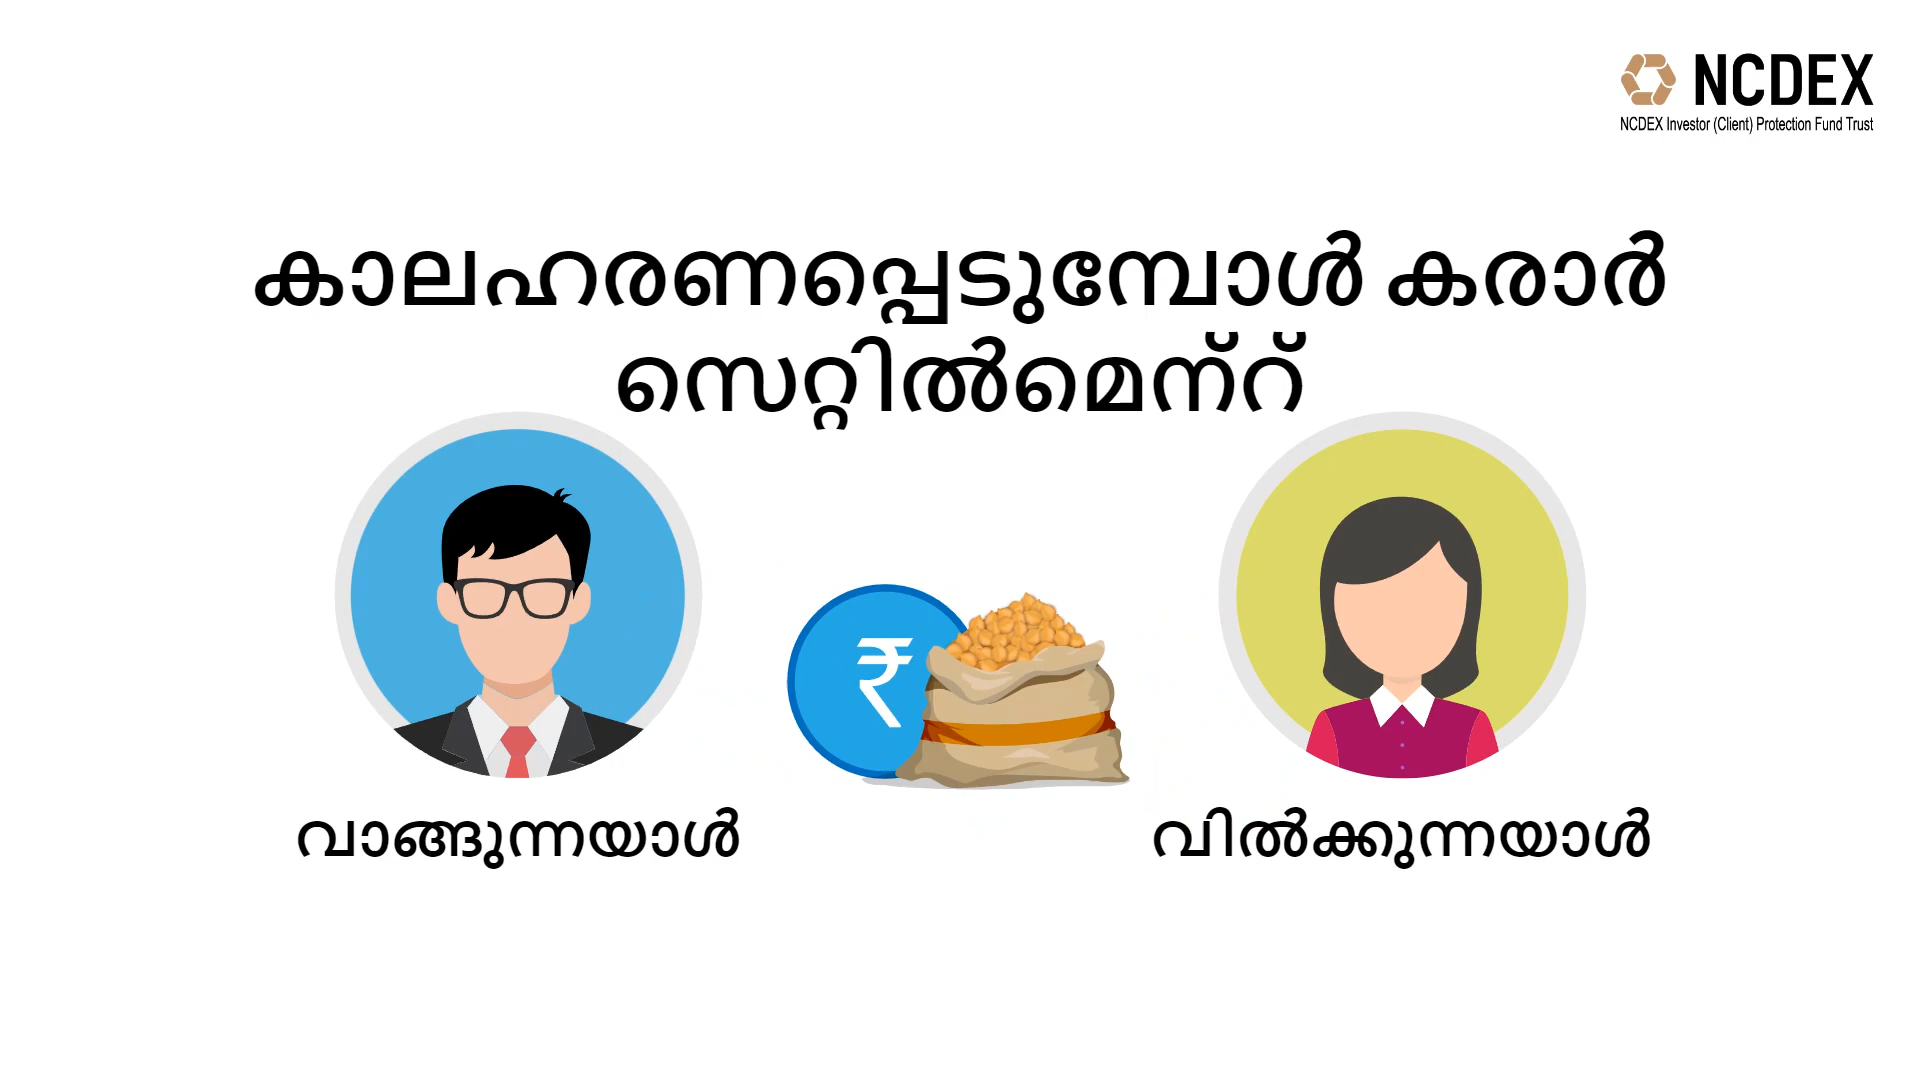 NCDEX
NCDEX Investor (Client) Protection Fund Trust
കാലഹരണപ്പെടുമ്പോൾ കരാർ
സെറ്റിൽമെന്റ്
₹
വാങ്ങുന്നയാൾ
വിൽക്കുന്നയാൾ